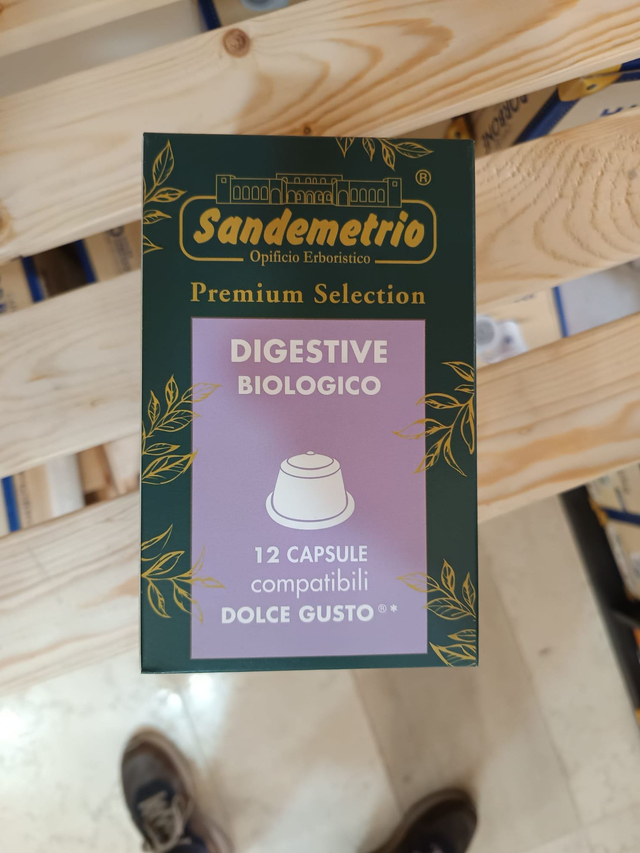 ®
Sandemetrio
Opificio Erboristico
Premium Selection
DIGESTIVE
BIOLOGICO
12 CAPSULE
compatibili
DOLCE GUSTO®*